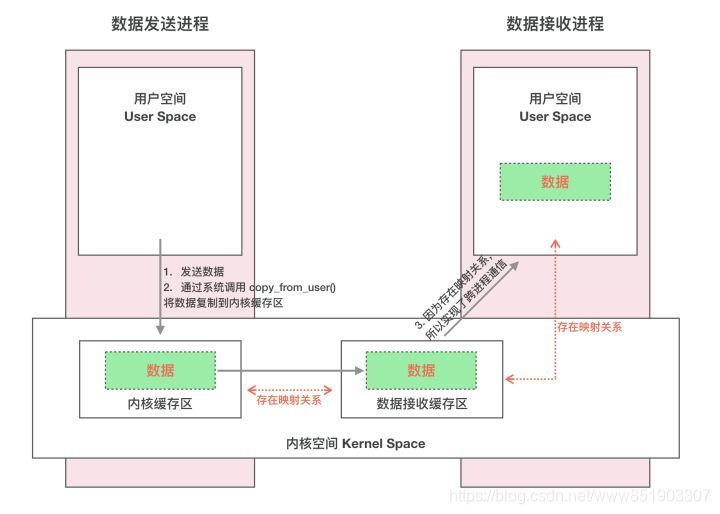 数据发送进程
数据接收进程
用户空间
User Space
用户空间
User Space
数据
1. 发送数据
2. 通过系统调用 copy_from_user()
将数据复制到内核缓存区
3. 因为存在映射关系，
所以实现了跨进程通信
存在映射关系
数据
数据
内核缓存区
存在映射关系
数据接收缓存区
内核空间 Kernel Space
https://blog.csdn.net/www851903307